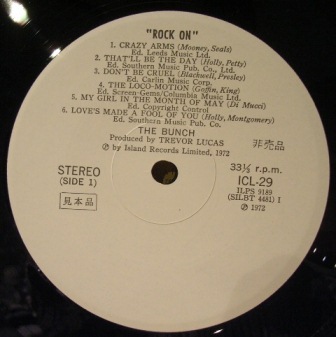 "ROCK ON"
1. CRAZY ARMS (Mooney, Seals)
Ed. Leeds Music Ltd.
2. THAT'LL BE THE DAY (Holly, Petty)
Ed. Southern Music Pub. Co., Ltd.
3. DON'T BE CRUEL (Blackwell, Presley)
Ed. Carlin Music Corp.
4. THE LOCO-MOTION (Goffin, King)
Ed. Screen-Gems/Columbia Music Ltd.
5. MY GIRL IN THE MONTH OF MAY (Di Mucci)
Ed. Copyright Control
6. LOVE'S MADE A FOOL OF YOU (Holly, Montgomery)
Ed. Southern Music Pub. Co.
THE BUNCH
Produced by TREVOR LUCAS
℗ by Island Records Limited, 1972
非売品
STEREO
(SIDE 1)
見本品
33⅓ r.p.m.
ICL-29
ILPS 9189
(SILBT 4481) I
℗ 1972